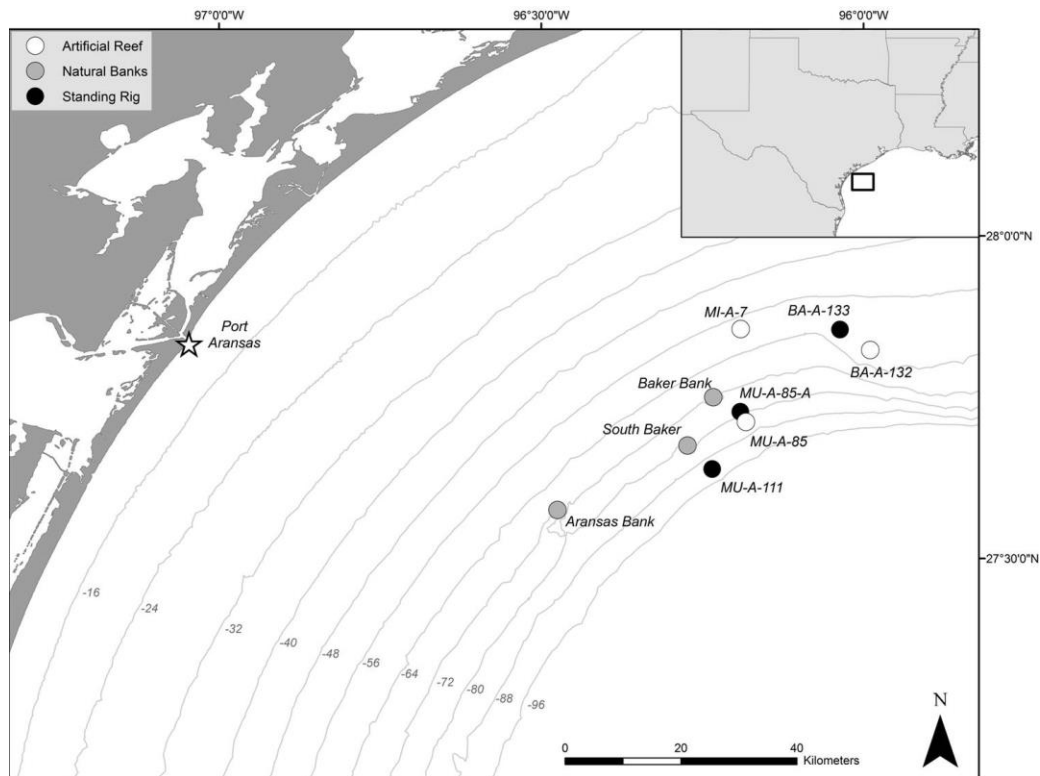 97°0'0"W
96°30'0"W
96°0'0"W
Artificial Reef
Natural Banks
Standing Rig
28°0'0"N
MI-A-7
BA-A-133
Port
Aransas
BA-A-132
Baker Bank
MU-A-85-A
South Baker
MU-A-85
MU-A-111
Aransas Bank
27°30'0"N
-16
-24
-32
-40
-48
-56
-64
-72
-80
-88
-96
N
0
20
40
Kilometers